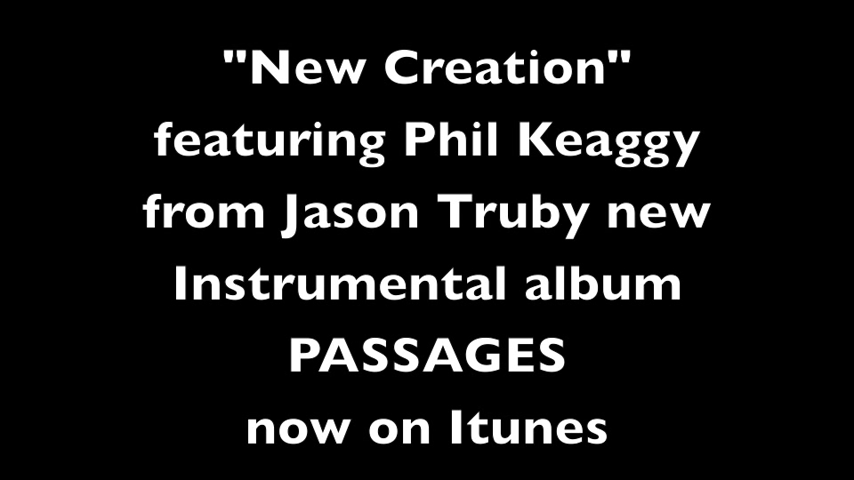 "New Creation"
featuring Phil Keaggy
from Jason Truby new
Instrumental album
PASSAGES
now on Itunes